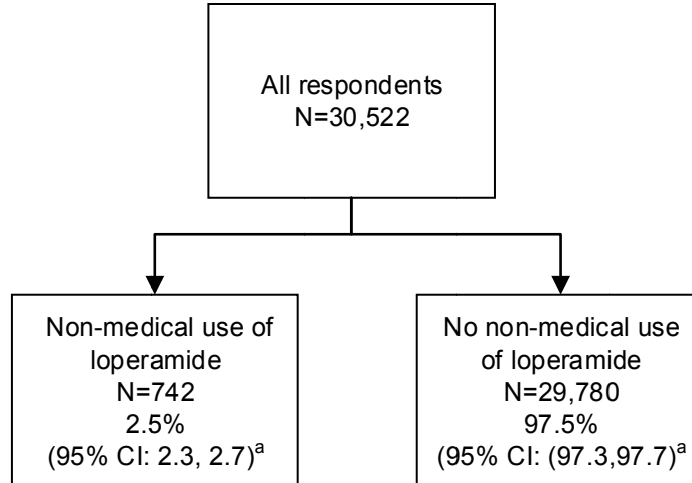 All respondents
N=30,522
Non-medical use of
loperamide
N=742
2.5%
(95% CI: 2.3, 2.7)ᵃ
No non-medical use
of loperamide
N=29,780
97.5%
(95% CI: (97.3,97.7)ᵃ